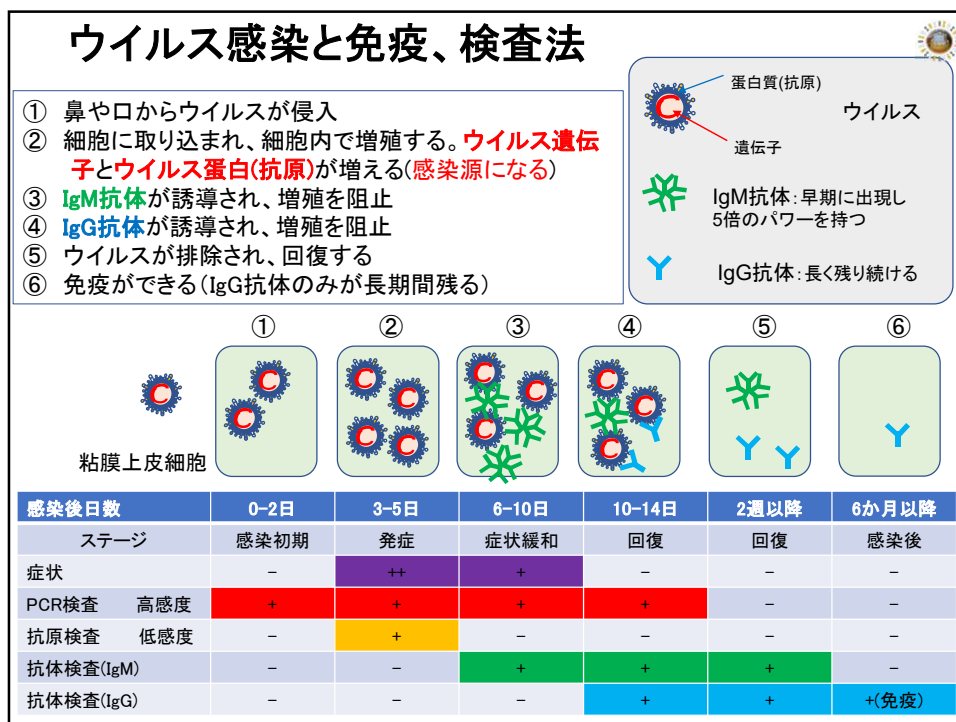 ウイルス感染と免疫、検査法
① 鼻や口からウイルスが侵入
② 細胞に取り込まれ、細胞内で増殖する。ウイルス遺伝
子とウイルス蛋白(抗原)が増える(感染源になる)
③ IgM抗体が誘導され、増殖を阻止
④ IgG抗体が誘導され、増殖を阻止
⑤ ウイルスが排除され、回復する
⑥ 免疫ができる(IgG抗体のみが長期間残る)
蛋白質(抗原)
ウイルス
遺伝子
IgM抗体:早期に出現し
5倍のパワーを持つ
IgG抗体:長く残り続ける
① ② ③ ④ ⑤ ⑥
粘膜上皮細胞
感染後日数 0-2日 3-5日 6-10日 10-14日 2週以降 6か月以降
ステージ 感染初期 発症 症状緩和 回復 回復 感染後
症状 - ++ + - - -
PCR検査 高感度 + + + + - -
抗原検査 低感度 - + - - - -
抗体検査(IgM) - - + + + -
抗体検査(IgG) - - - + + +(免疫)